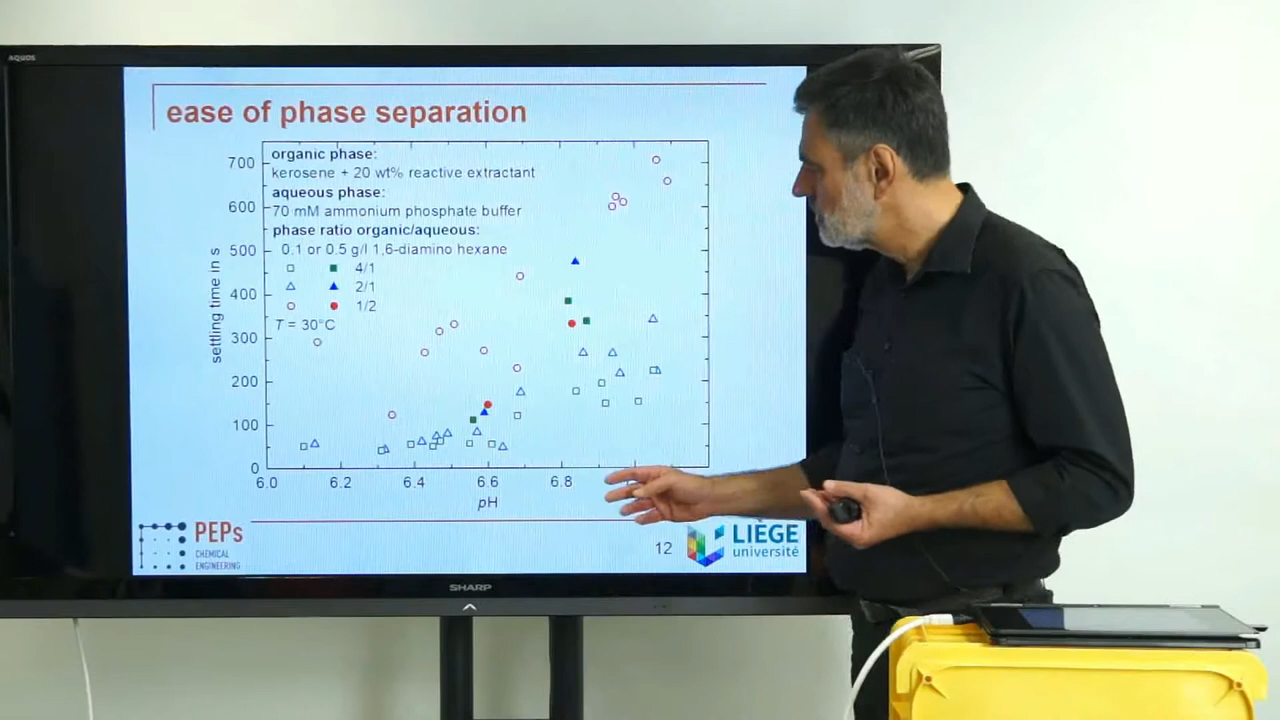 AQUOS
ease of phase separation
organic phase:
kerosene + 20 wt% reactive extractant
aqueous phase:
70 mM ammonium phosphate buffer
phase ratio organic/aqueous:
0.1 or 0.5 g/l 1,6-diamino hexane
4/1
2/1
1/2
T = 30°C
settling time in s
700
600
500
400
300
200
100
0
6.0 6.2 6.4 6.6 6.8
pH
PEPs
CHEMICAL
ENGINEERING
12
LIÈGE
université
SHARP